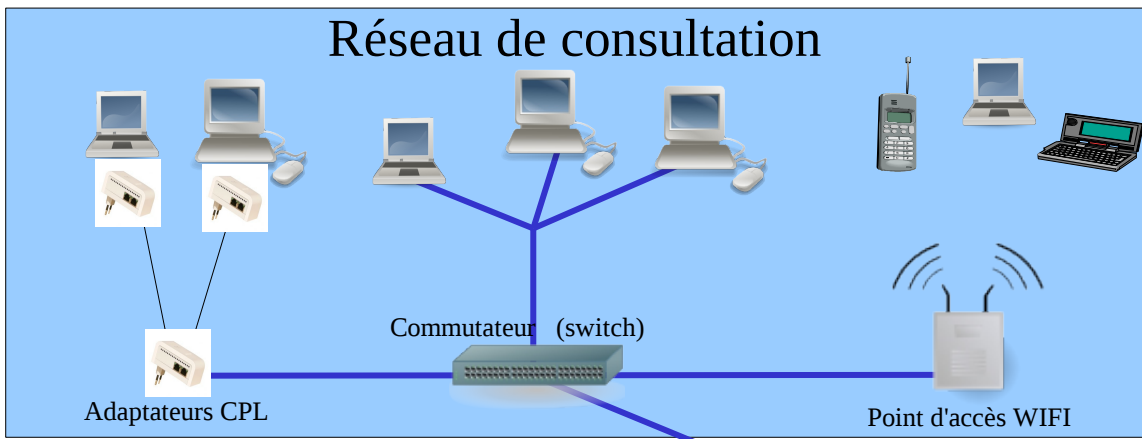 Réseau de consultation
Commutateur (switch)
Adaptateurs CPL
Point d'accès WIFI